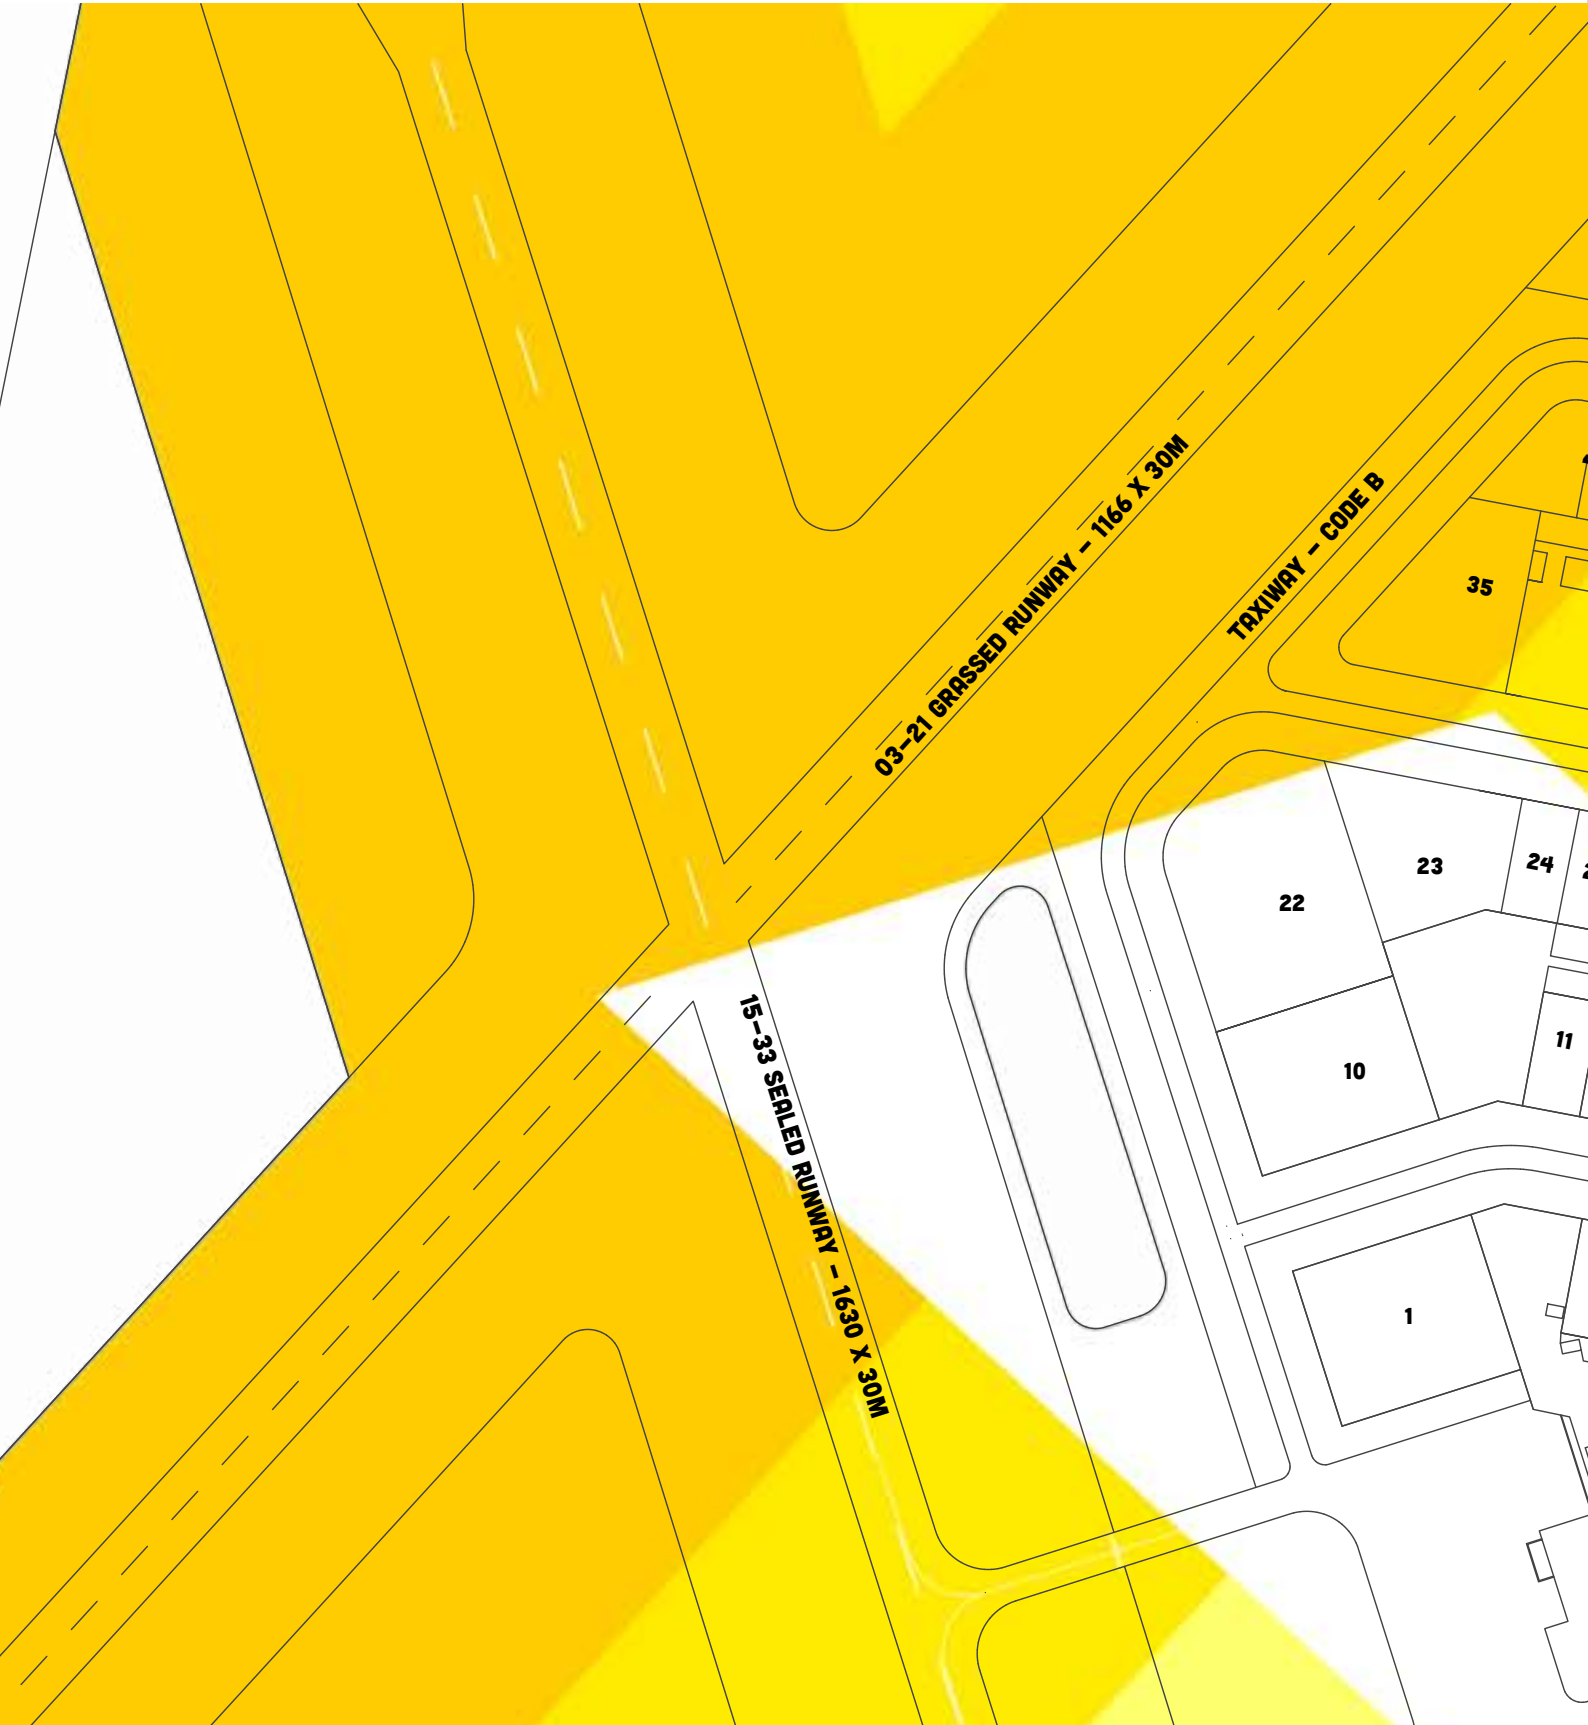 03-21 GRASSED RUNWAY - 1166 X 30M
TAXIWAY - CODE B
35
23
24
22
11
10
15-33 SEALED RUNWAY - 1630 X 30M
1